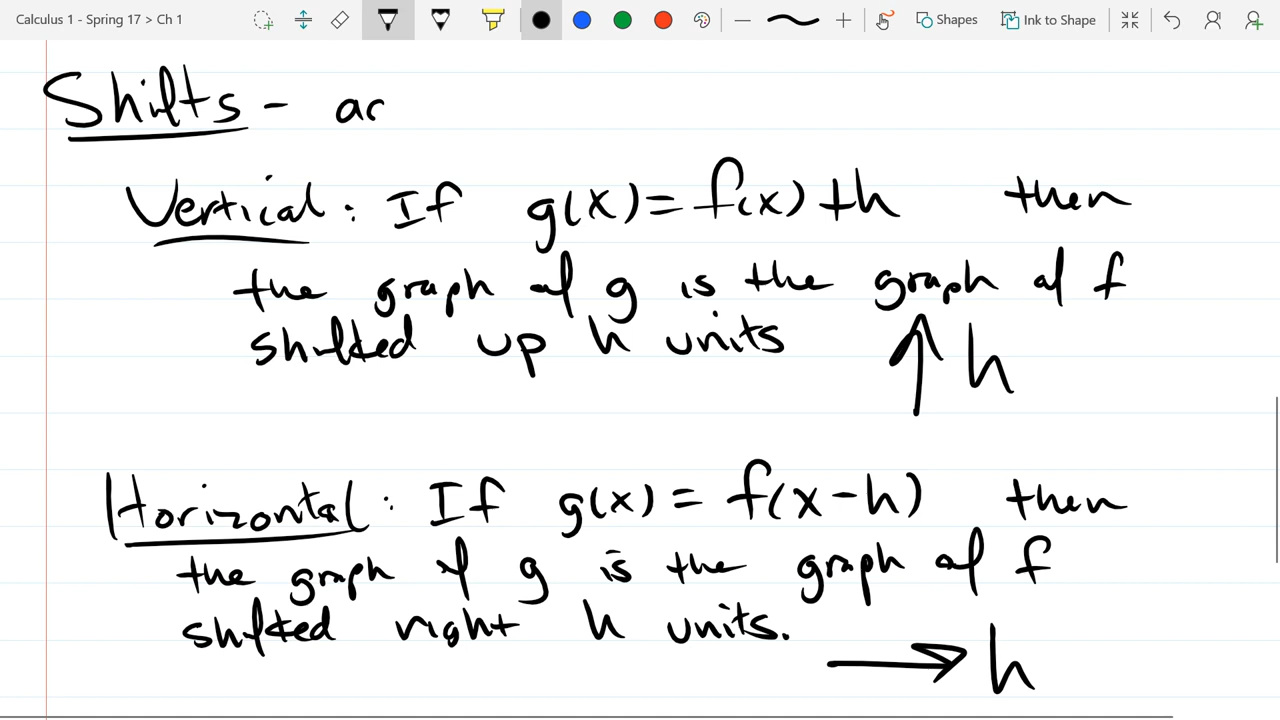 Calculus 1 - Spring 17 > Ch 1
Shapes
Ink to Shape
Shifts - ac
Vertical: If g(x) = f(x) + h then
the graph of g is the graph of f
shifted up h units
h
Horizontal: If g(x) = f(x-h) then
the graph of g is the graph of f
shifted right h units.
h